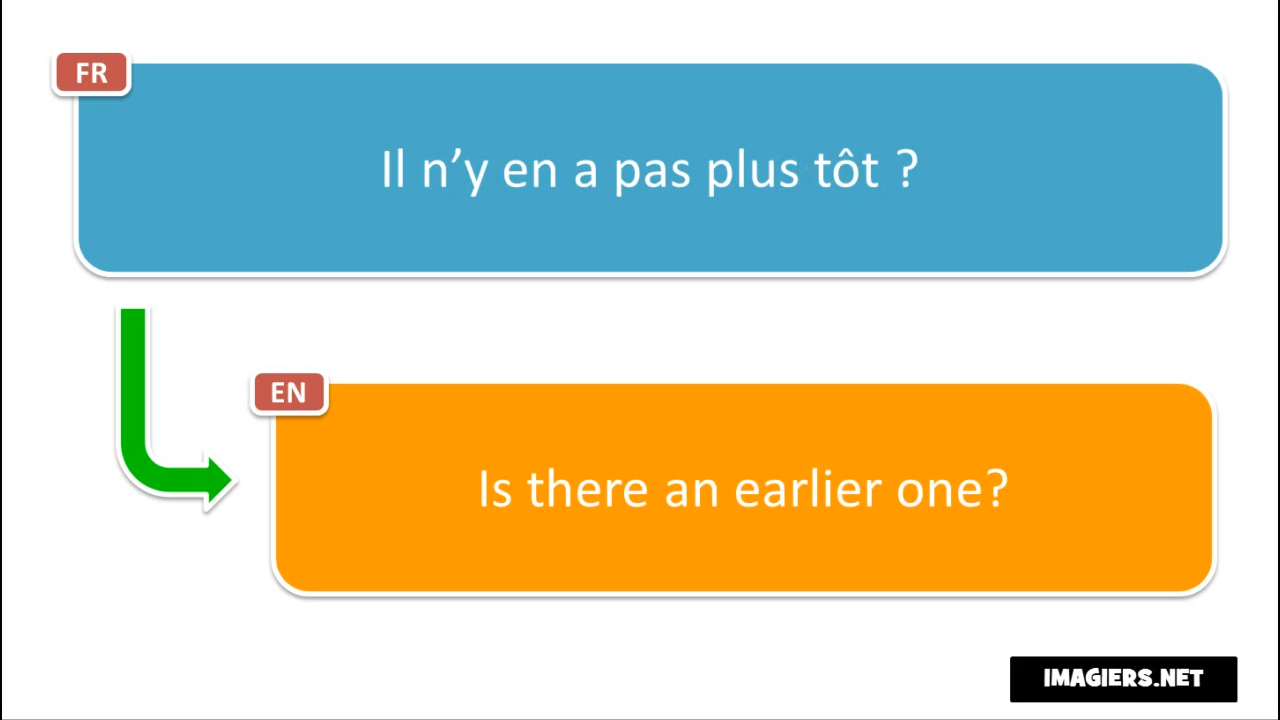 FR
Il n’y en a pas plus tôt ?
EN
Is there an earlier one?
IMAGIERS.NET